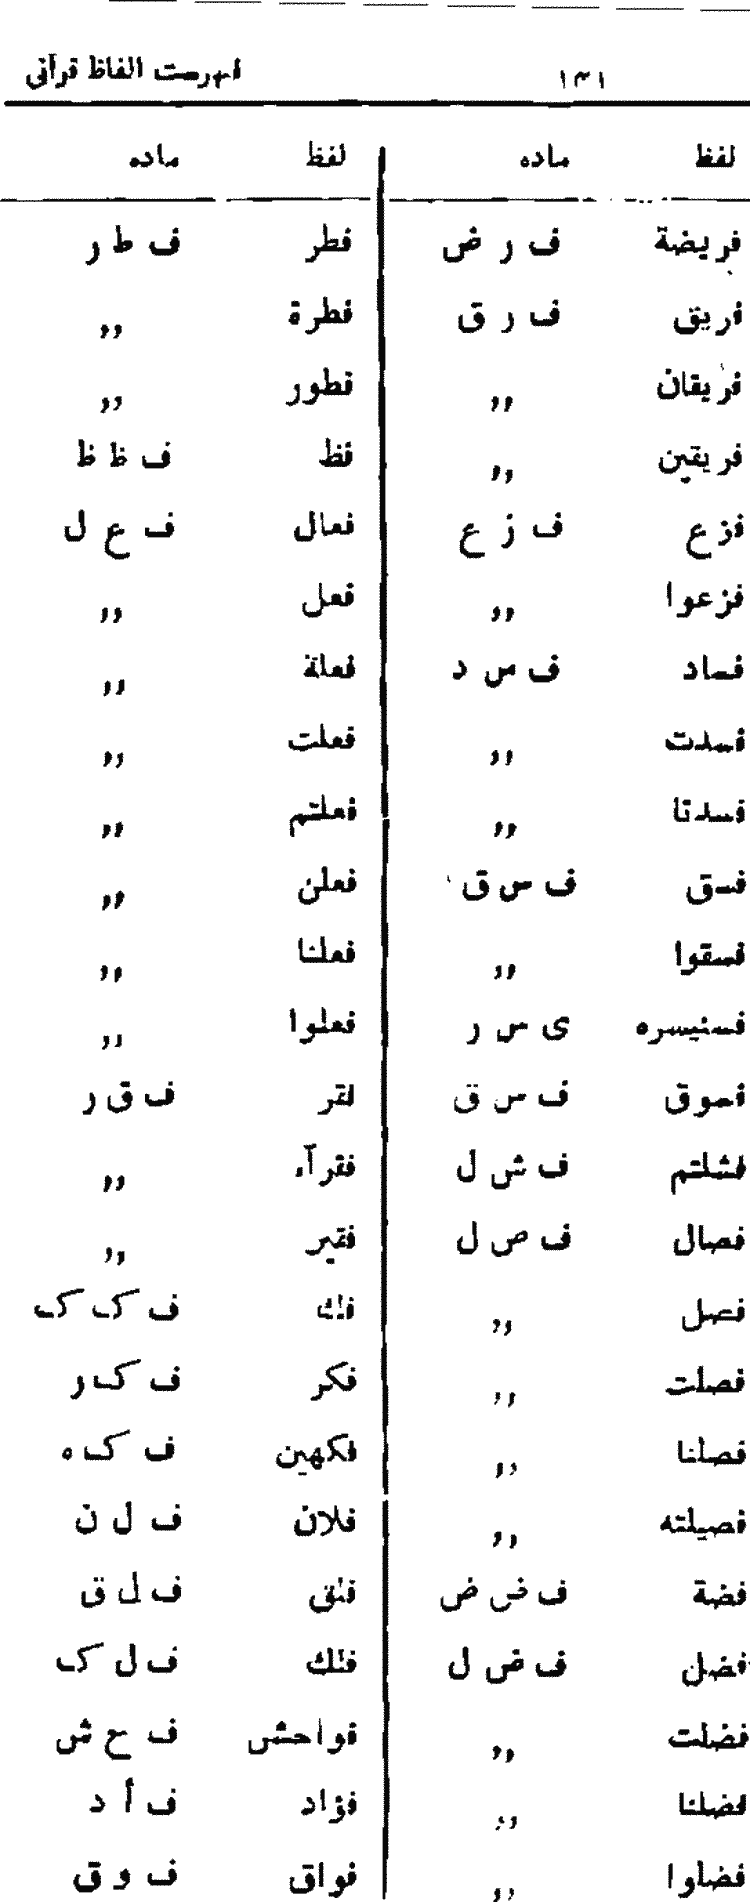 فہرست الفاظ قرآنی ۱۳۱
لفظ ماده لفظ ماده
فريضة ف ر ض فطر ف ط ر
فريق ف ر ق فطرة ,,
فريقان ,, فطور ,,
فريقين ,, فظ ف ظ ظ
فزع ف ز ع فعال ف ع ل
فزعوا ,, فعل ,,
فساد ف س د فعلة ,,
فسدت ,, فعلت ,,
فسدتا ,, فعلتم ,,
فسق ف س ق فعلن ,,
فسقوا ,, فعلنا ,,
فسنيسره ی س ر فعلوا ,,
فسوق ف س ق فقر ف ق ر
فشلتم ف ش ل فقرآء ,,
فصال ف ص ل فقير ,,
فصل ,, فك ف ک ک
فصلت ,, فكر ف ک ر
فصلنا ,, فكهين ف ک ه
فصيلته ,, فلان ف ل ن
فضة ف ض ض فلق ف ل ق
فضل ف ض ل فلك ف ل ک
فضلت ,, فواحش ف ح ش
فضلنا ,, فؤاد ف أ د
فضلوا ,, فواق ف و ق